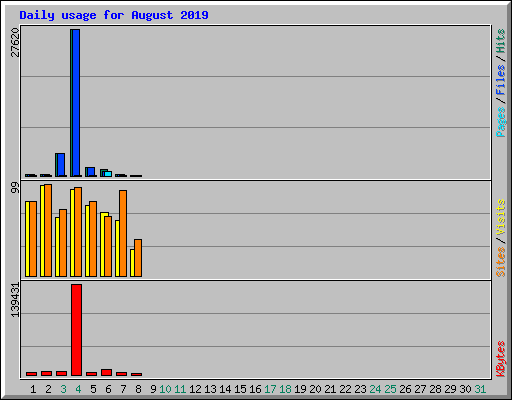 Daily usage for August 2019
27620
Pages / Files / Hits
99
Sites / Visits
139431
KBytes
1 2 3 4 5 6 7 8 9 10 11 12 13 14 15 16 17 18 19 20 21 22 23 24 25 26 27 28 29 30 31